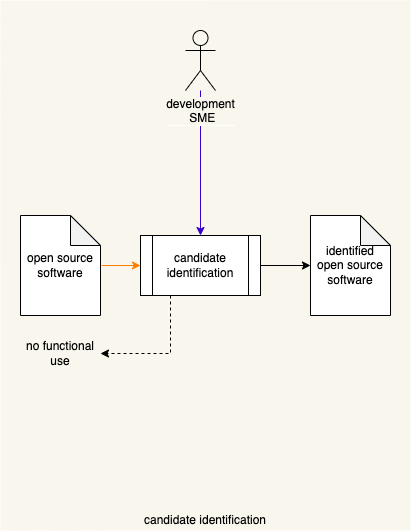 development
SME
open source
software
candidate
identification
identified
open source
software
no functional
use
candidate identification